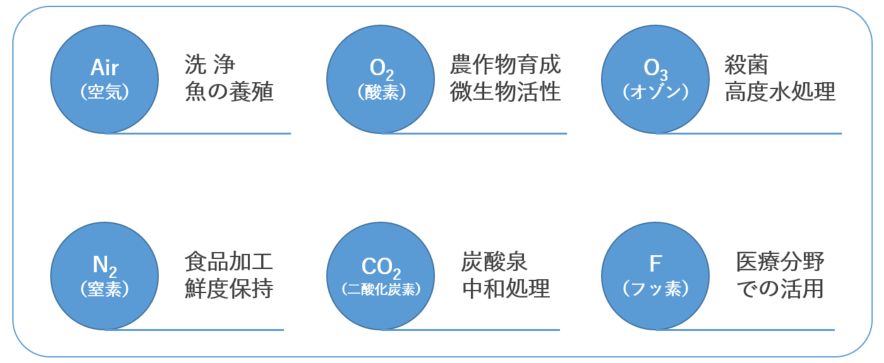 Air
（空気）
洗 浄
魚の養殖
O₂
（酸素）
農作物育成
微生物活性
O₃
（オゾン）
殺菌
高度水処理
N₂
（窒素）
食品加工
鮮度保持
CO₂
（二酸化炭素）
炭酸泉
中和処理
F
（フッ素）
医療分野
での活用